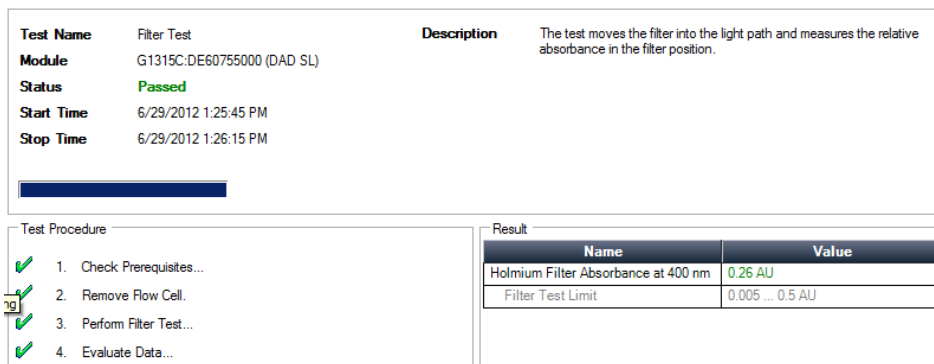 Test Name Filter Test
Description The test moves the filter into the light path and measures the relative
absorbance in the filter position.
Module G1315C:DE60755000 (DAD SL)
Status Passed
Start Time 6/29/2012 1:25:45 PM
Stop Time 6/29/2012 1:26:15 PM
Test Procedure
1. Check Prerequisites...
2. Remove Flow Cell.
ng
3. Perform Filter Test...
4. Evaluate Data...
Result
Name Value
Holmium Filter Absorbance at 400 nm 0.26 AU
Filter Test Limit 0.005 ... 0.5 AU